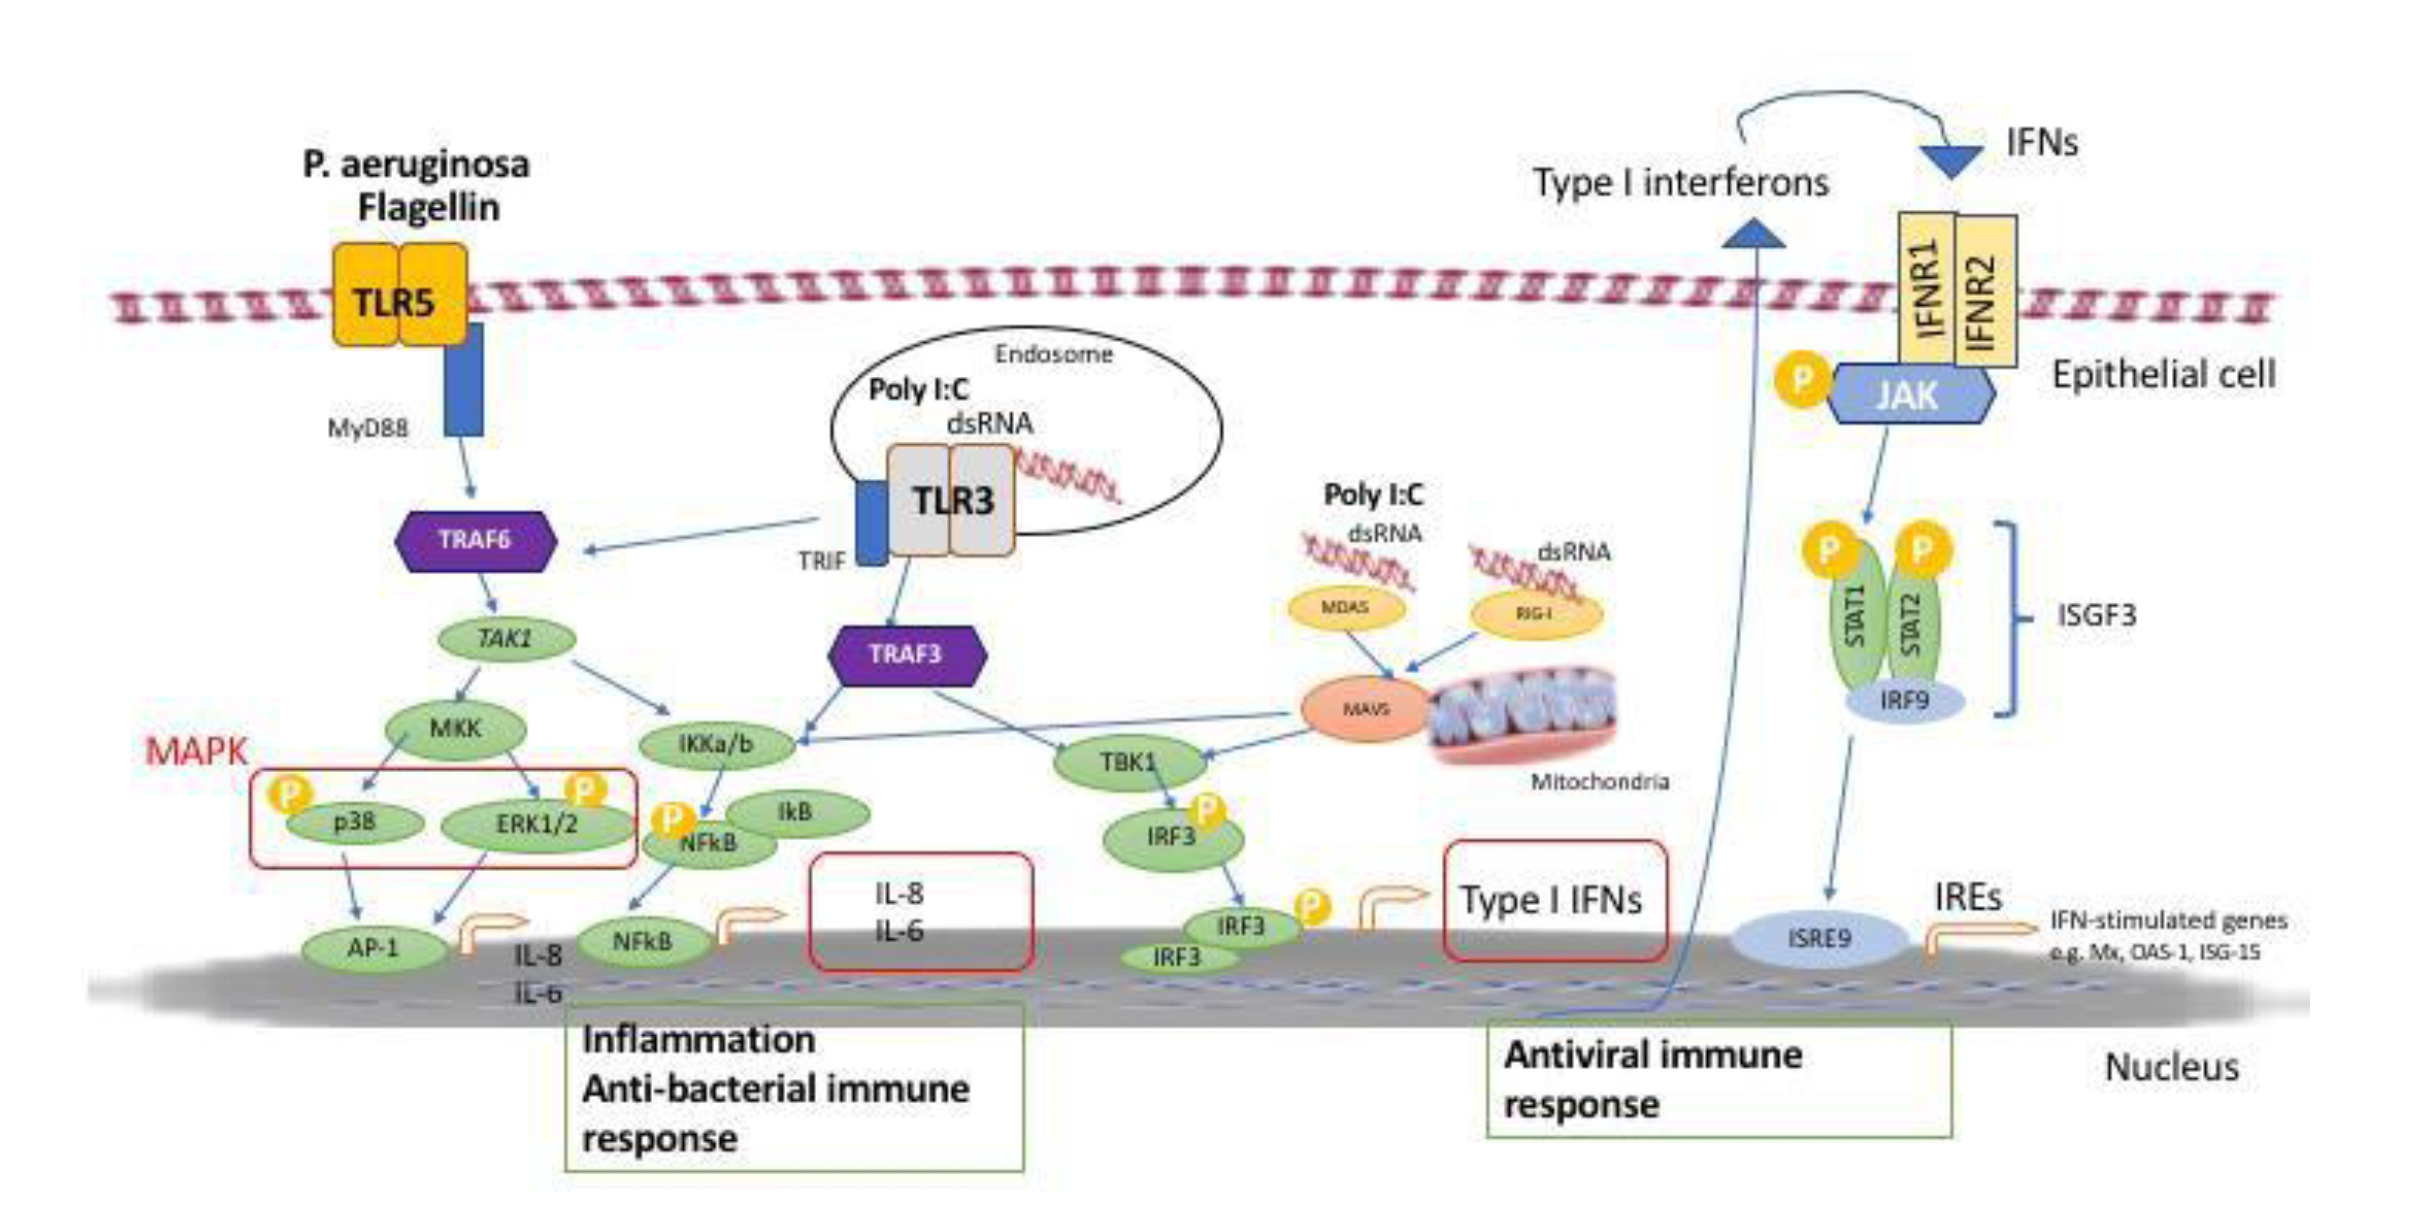 P. aeruginosa
Flagellin
TLR5
MyD88
TRAF6
TAK1
MKK
MAPK
P
p38
P
ERK1/2
AP-1
IL-8
IL-6
Endosome
Poly I:C
dsRNA
TLR3
TRIF
TRAF3
IKKa/b
P
NFkB
IkB
NFkB
IL-8
IL-6
Poly I:C
dsRNA
dsRNA
MDA5
RIG-I
MAVS
Mitochondria
TBK1
P
IRF3
P
IRF3
IRF3
Type I IFNs
Type I interferons
IFNs
IFNR1
IFNR2
Epithelial cell
P
JAK
P
P
STAT1
STAT2
IRF9
ISGF3
ISRE9
IREs
IFN-stimulated genes
e.g. Mx, OAS-1, ISG-15
Inflammation
Anti-bacterial immune
response
Antiviral immune
response
Nucleus